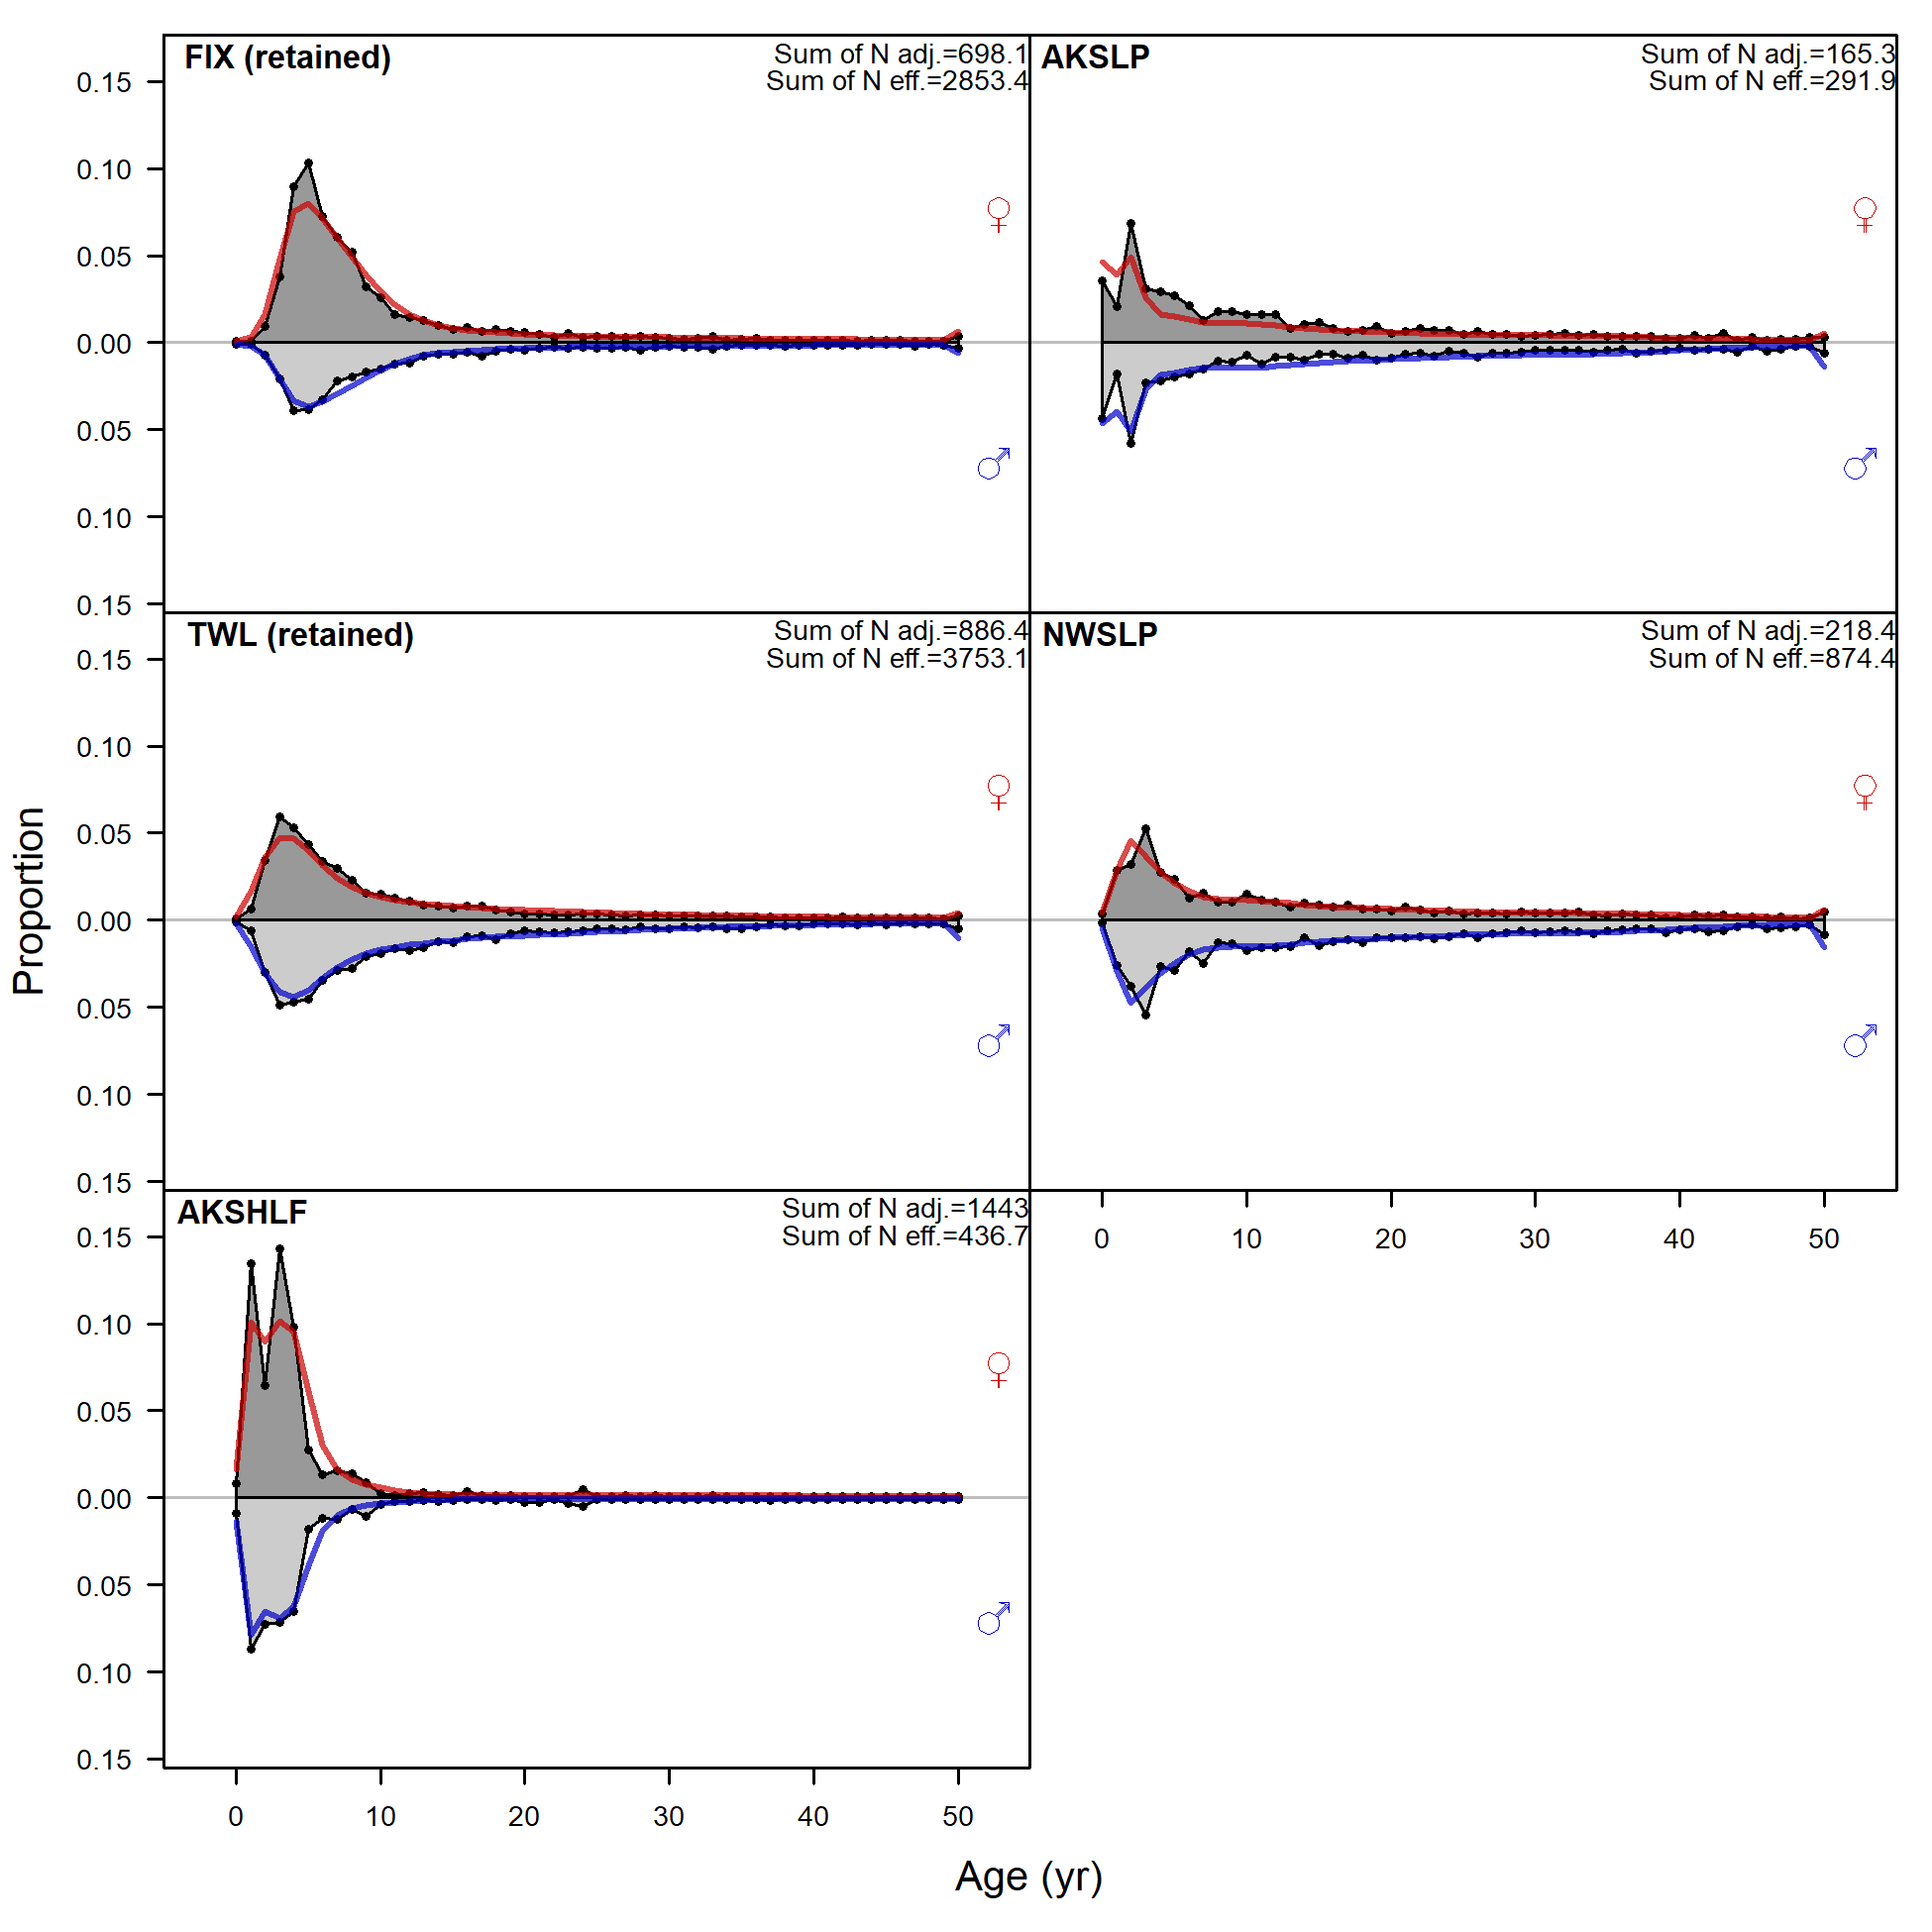 FIX (retained)
Sum of N adj.=698.1
Sum of N eff.=2853.4
AKSLP
Sum of N adj.=165.3
Sum of N eff.=291.9
0.15
0.10
0.05
0.00
0.05
0.10
0.15
♀
♂
♀
♂
TWL (retained)
Sum of N adj.=886.4
Sum of N eff.=3753.1
NWSLP
Sum of N adj.=218.4
Sum of N eff.=874.4
0.15
0.10
0.05
0.00
0.05
0.10
0.15
♀
♂
♀
♂
0 10 20 30 40 50
AKSHLF
Sum of N adj.=1443
Sum of N eff.=436.7
0.15
0.10
0.05
0.00
0.05
0.10
0.15
♀
♂
0 10 20 30 40 50
Proportion
Age (yr)